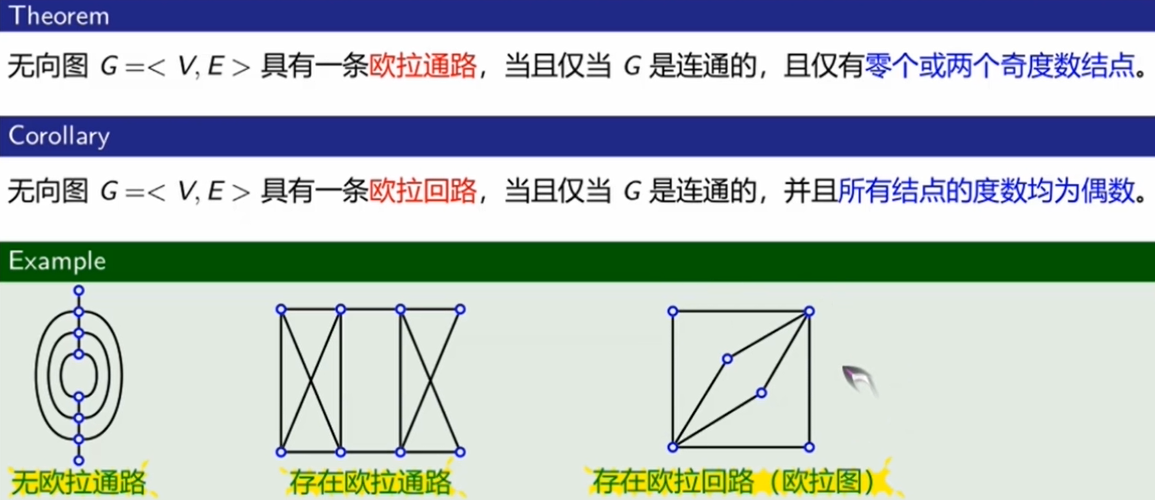 Theorem
无向图 G =< V, E > 具有一条欧拉通路，当且仅当 G 是连通的，且仅有零个或两个奇度数结点。
Corollary
无向图 G =< V, E > 具有一条欧拉回路，当且仅当 G 是连通的，并且所有结点的度数均为偶数。
Example
无欧拉通路
存在欧拉通路
存在欧拉回路（欧拉图）